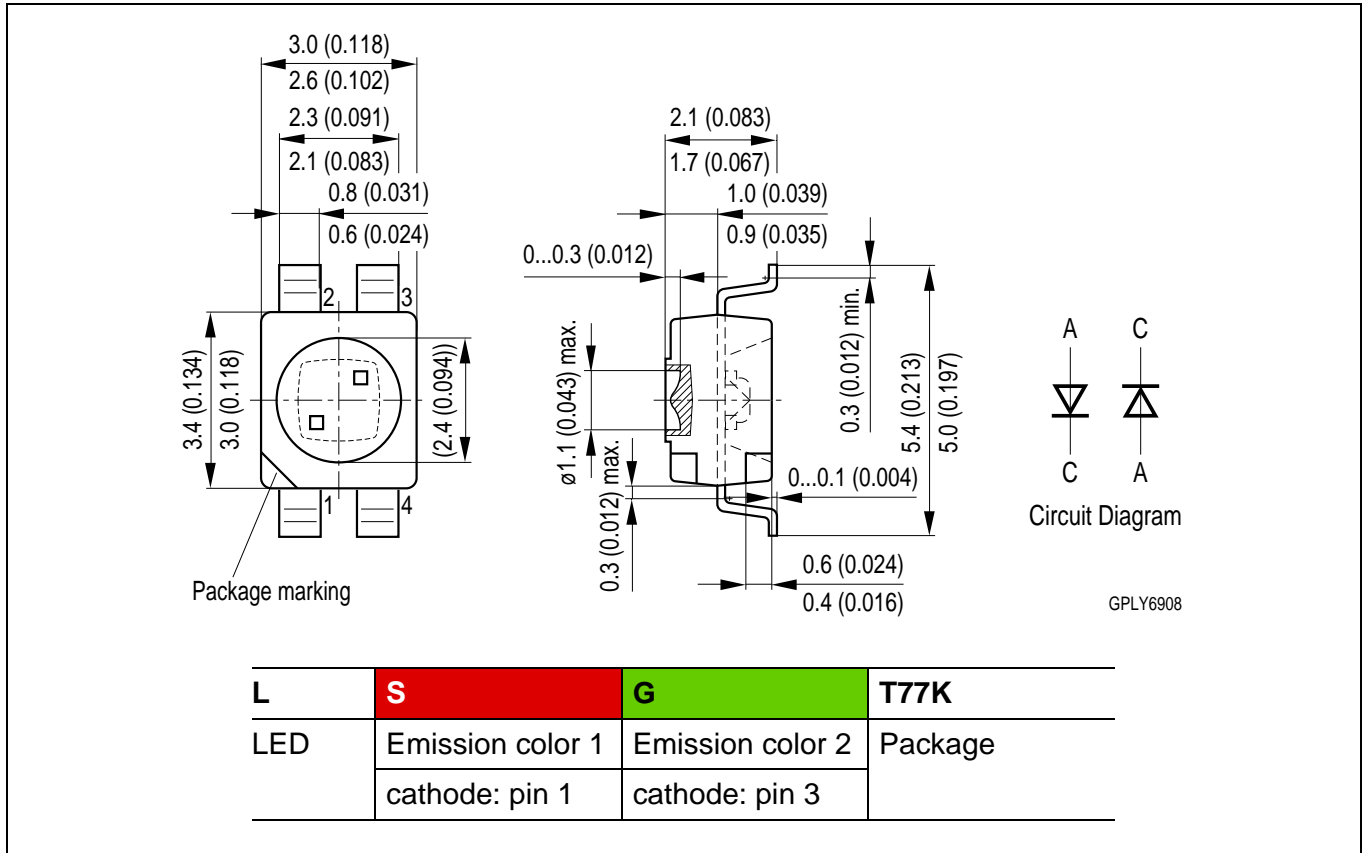 3.0 (0.118)
2.6 (0.102)
2.3 (0.091)
2.1 (0.083)
0.8 (0.031)
0.6 (0.024)
2.1 (0.083)
1.7 (0.067)
1.0 (0.039)
0.9 (0.035)
0...0.3 (0.012)
2
3
3.4 (0.134)
3.0 (0.118)
(2.4 (0.094))
1
4
Package marking
ø1.1 (0.043) max.
0.3 (0.012) max.
0.3 (0.012) min.
5.4 (0.213)
5.0 (0.197)
0...0.1 (0.004)
0.6 (0.024)
0.4 (0.016)
A C
C A
Circuit Diagram
GPLY6908
L S G T77K
LED Emission color 1 Emission color 2 Package
cathode: pin 1 cathode: pin 3